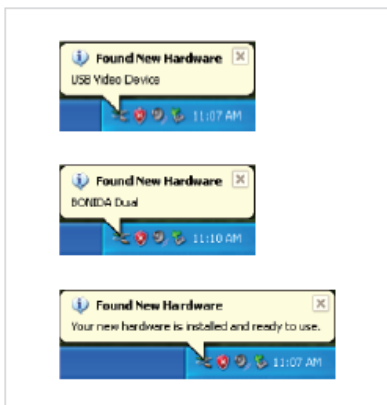 Found New Hardware
USB Video Device
11:07 AM
Found New Hardware
BONIDA Dual
11:10 AM
Found New Hardware
Your new hardware is installed and ready to use.
11:07 AM